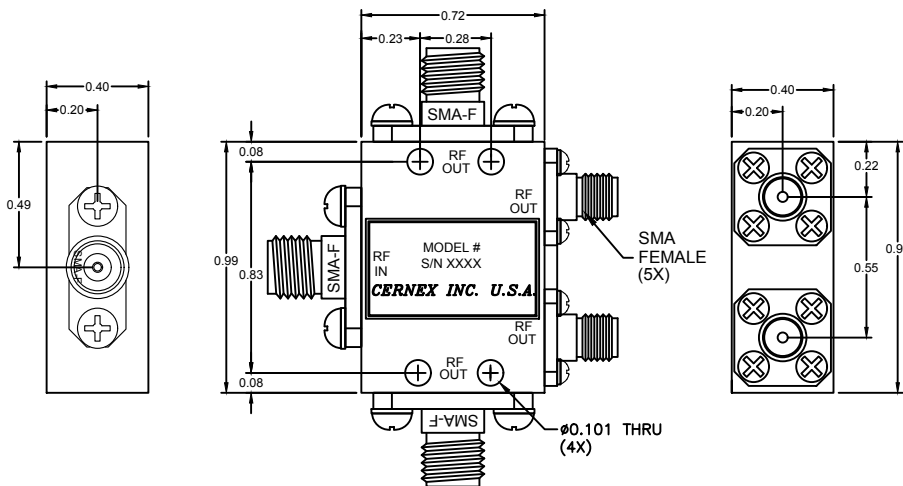 0.72
0.23
0.28
0.40
0.20
0.49
SMA-F
SMA-F
0.08
0.99
0.83
0.08
RF
OUT
RF
OUT
SMA-F
RF
IN
MODEL #
S/N XXXX
CERNEX INC. U.S.A.
RF
OUT
RF
OUT
SMA-F
SMA
FEMALE
(5X)
ø0.101 THRU
(4X)
0.40
0.20
0.22
0.55